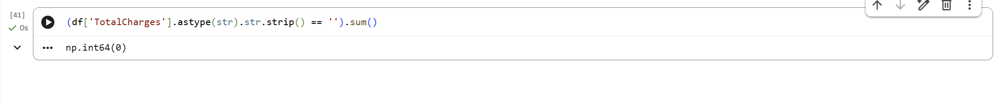 [41]
(df['TotalCharges'].astype(str).str.strip() == '').sum()
0s
np.int64(0)